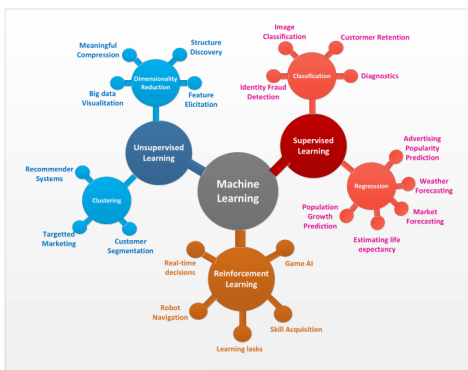 Meaningful
Compression
Structure
Discovery
Dimensionality
Reduction
Big data
Visualitation
Feature
Elicitation
Unsupervised
Learning
Recommender
Systems
Clustering
Targetted
Marketing
Customer
Segmentation
Machine
Learning
Image
Classification
Custormer Retention
Classification
Diagnostics
Identity Fraud
Detection
Supervised
Learning
Advertising
Popularity
Prediction
Weather
Forecasting
Regression
Market
Forecasting
Population
Growth
Prediction
Estimating life
expectancy
Real-time
decisions
Game AI
Reinforcement
Learning
Robot
Navigation
Skill Acquisition
Learning lasks